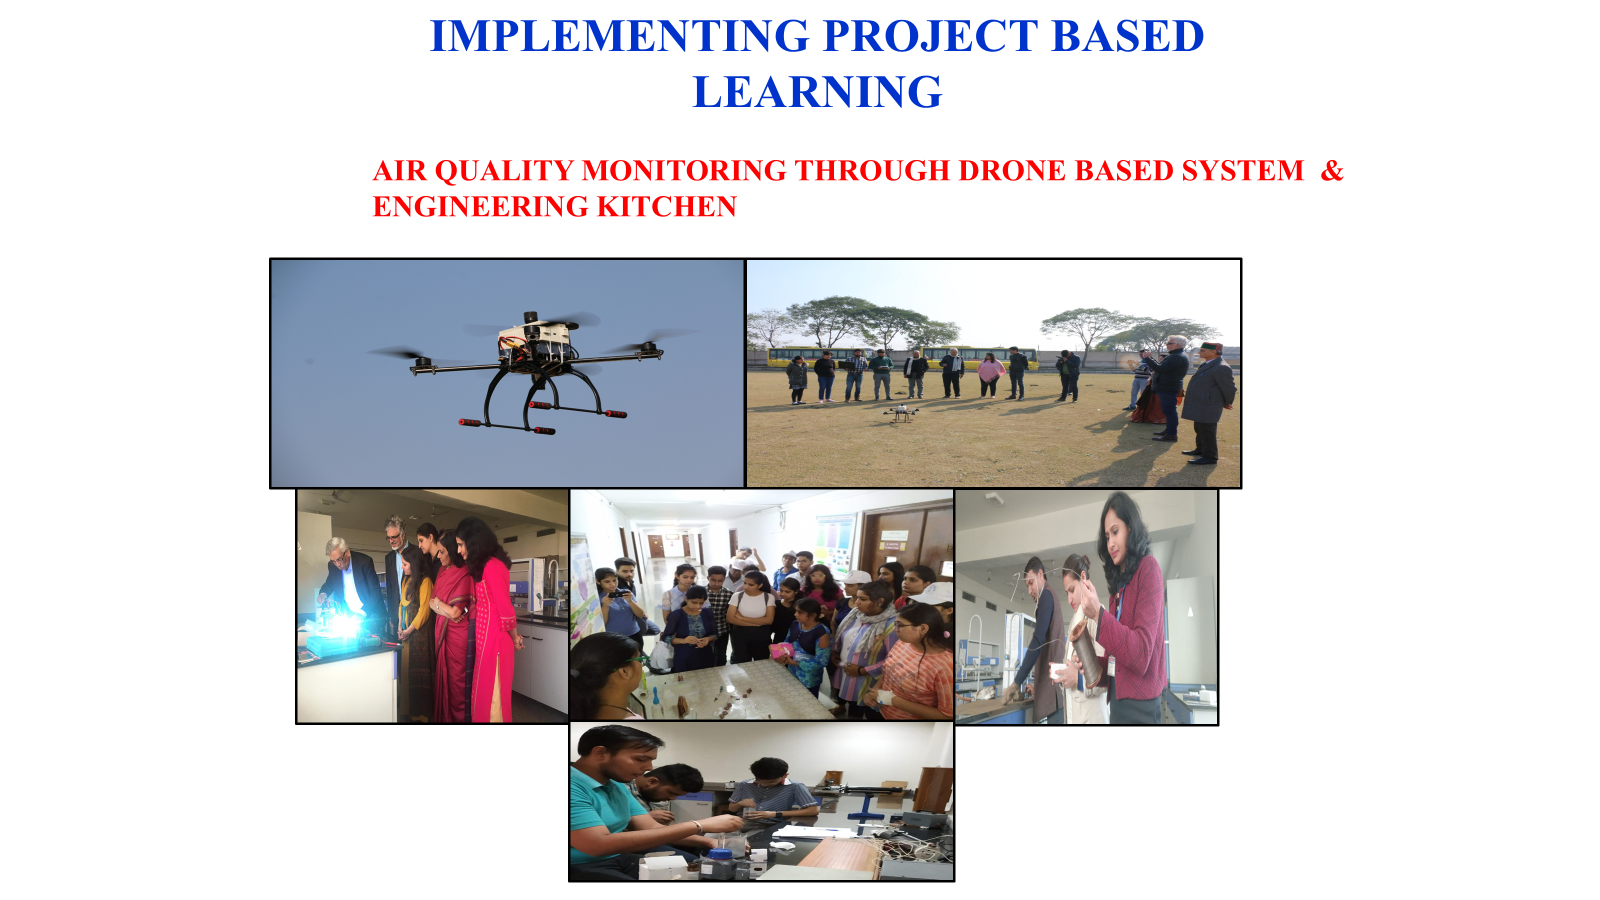 IMPLEMENTING PROJECT BASED
LEARNING
AIR QUALITY MONITORING THROUGH DRONE BASED SYSTEM &
ENGINEERING KITCHEN